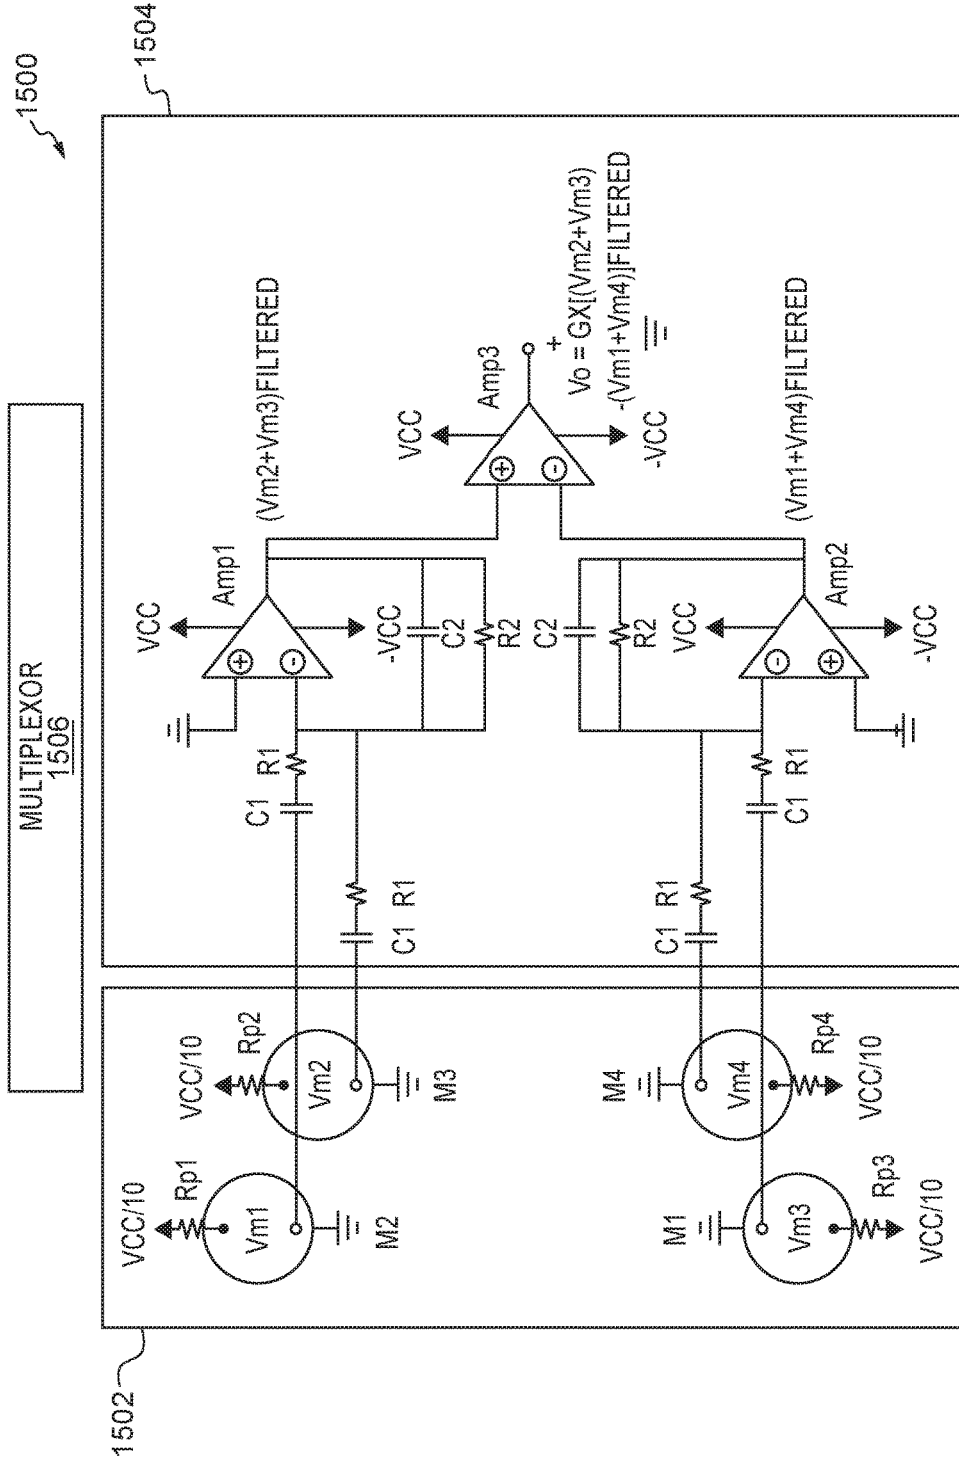 1500
MULTIPLEXOR
1506
1504
1502
VCC/10
Rp1
Vm1
M2
VCC/10
Rp2
Vm2
M3
M4
Vm4
Rp4
VCC/10
M1
Vm3
Rp3
VCC/10
C1
R1
C1
R1
C1
R1
C1
R1
VCC
+
-
Amp1
-VCC
C2
R2
(Vm2+Vm3)FILTERED
C2
R2
VCC
-
+
Amp2
-VCC
(Vm1+Vm4)FILTERED
VCC
+
-
Amp3
-VCC
+
Vo = GX[(Vm2+Vm3)
-(Vm1+Vm4)]FILTERED